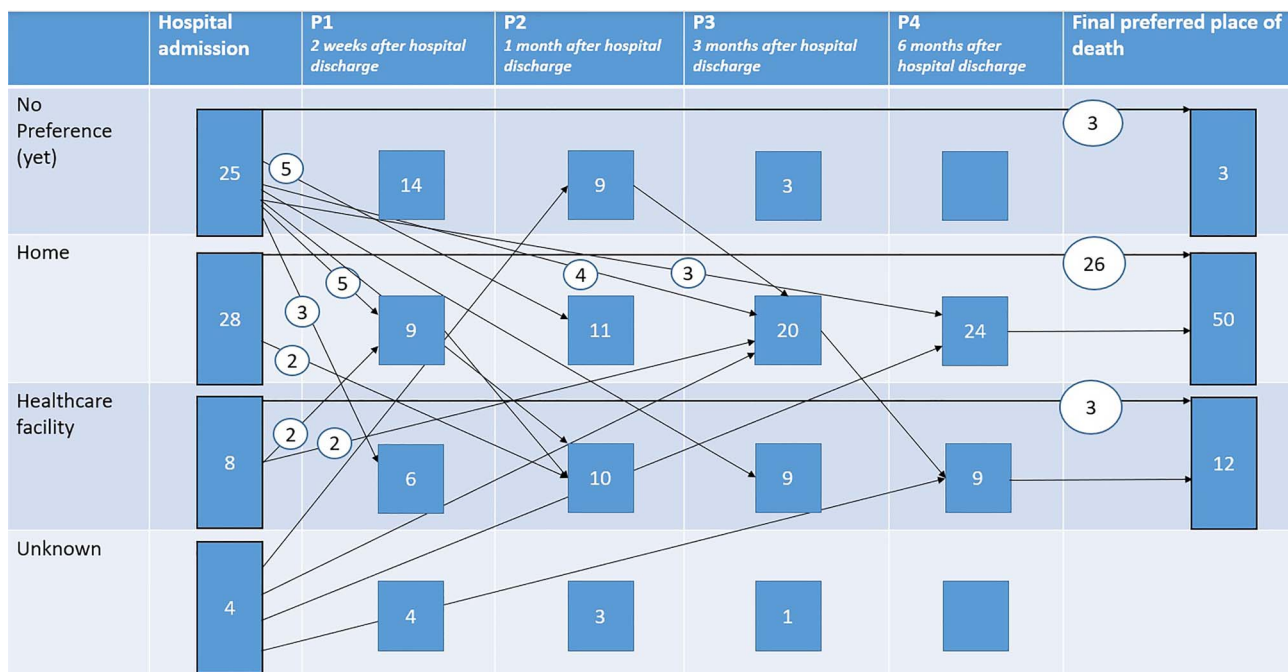 Hospital
admission
P1
2 weeks after hospital
discharge
P2
1 month after hospital
discharge
P3
3 months after hospital
discharge
P4
6 months after
hospital discharge
Final preferred place of
death
No
Preference
(yet)
25
5
14
9
3
3
3
Home
28
5
3
2
9
4
11
3
20
24
26
50
Healthcare
facility
8
2
2
6
10
9
9
3
12
Unknown
4
4
3
1